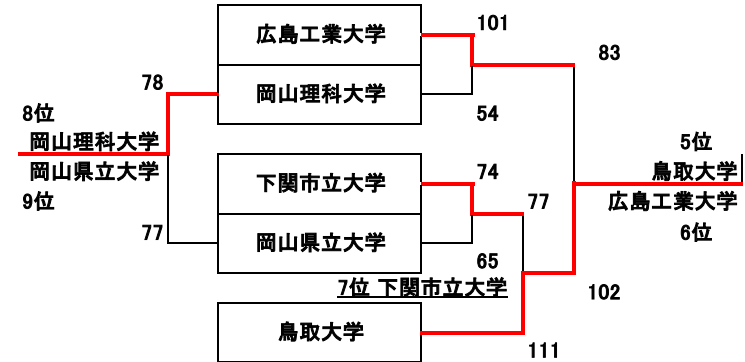 広島工業大学
101
83
78
岡山理科大学
54
8位
岡山理科大学
岡山県立大学
9位
下関市立大学
74
77
5位
鳥取大学
広島工業大学
6位
77
岡山県立大学
65
7位 下関市立大学
102
鳥取大学
111